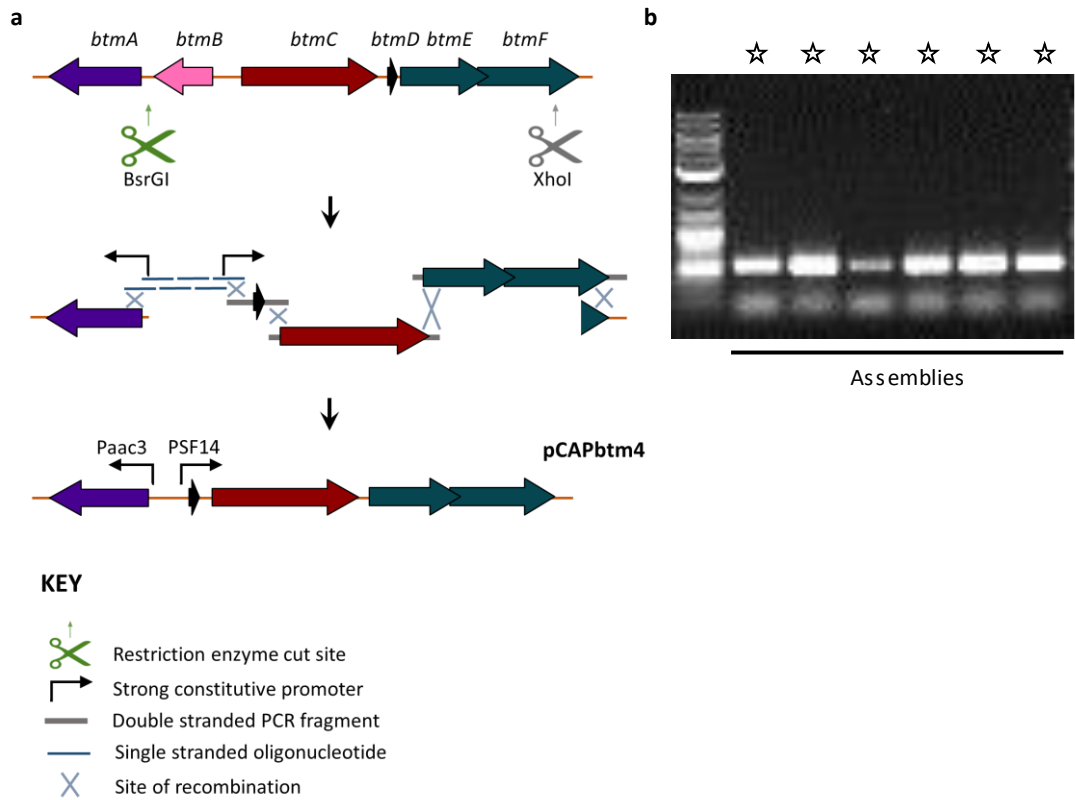 a
btmA btmB btmC btmD btmE btmF
BsrGI XhoI
Paac3 PSF14 pCAPbtm4
KEY
Restriction enzyme cut site
Strong constitutive promoter
Double stranded PCR fragment
Single stranded oligonucleotide
Site of recombination
b
Assemblies